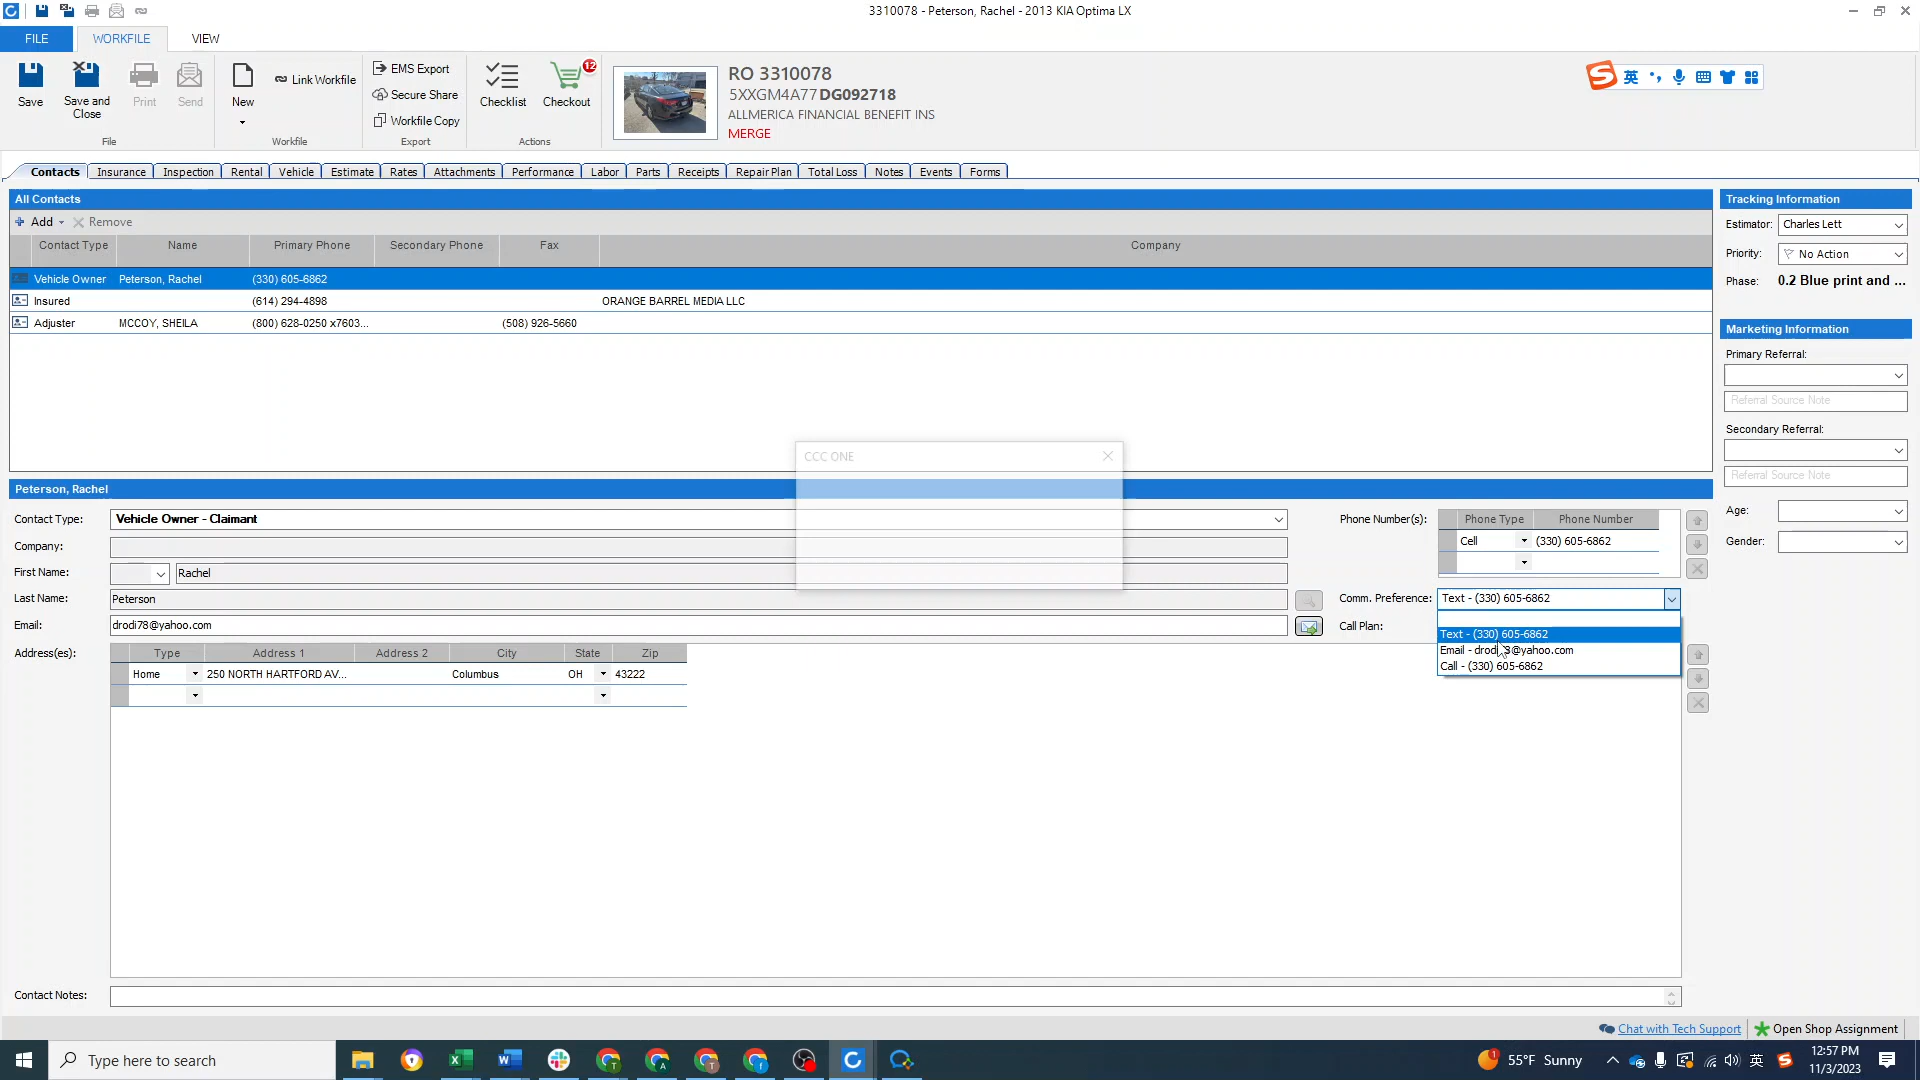 3310078 - Peterson, Rachel - 2013 KIA Optima LX
FILE WORKFILE VIEW
Save Save and Close Print Send
File
New Link Workfile
Workfile
EMS Export
Secure Share
Workfile Copy
Export
Checklist Checkout 12
Actions
RO 3310078
5XXGM4A77DG092718
ALLMERICA FINANCIAL BENEFIT INS
MERGE
英
Contacts Insurance Inspection Rental Vehicle Estimate Rates Attachments Performance Labor Parts Receipts Repair Plan Total Loss Notes Events Forms
All Contacts
Add Remove
Contact Type Name Primary Phone Secondary Phone Fax Company
Vehicle Owner Peterson, Rachel (330) 605-6862
Insured (614) 294-4898 ORANGE BARREL MEDIA LLC
Adjuster MCCOY, SHEILA (800) 628-0250 x7603... (508) 926-5660
Tracking Information
Estimator: Charles Lett
Priority: No Action
Phase: 0.2 Blue print and ...
Marketing Information
Primary Referral:
Referral Source Note
Secondary Referral:
Referral Source Note
Age:
Gender:
CCC ONE
Peterson, Rachel
Contact Type: Vehicle Owner - Claimant
Company:
First Name: Rachel
Last Name: Peterson
Email: drodi78@yahoo.com
Phone Number(s): Phone Type Phone Number
Cell (330) 605-6862
Comm. Preference: Text - (330) 605-6862
Call Plan:
Text - (330) 605-6862
Email - drodi78@yahoo.com
Call - (330) 605-6862
Address(es): Type Address 1 Address 2 City State Zip
Home 250 NORTH HARTFORD AV... Columbus OH 43222
Contact Notes:
Chat with Tech Support Open Shop Assignment
Type here to search
1 55°F Sunny
英
12:57 PM
11/3/2023